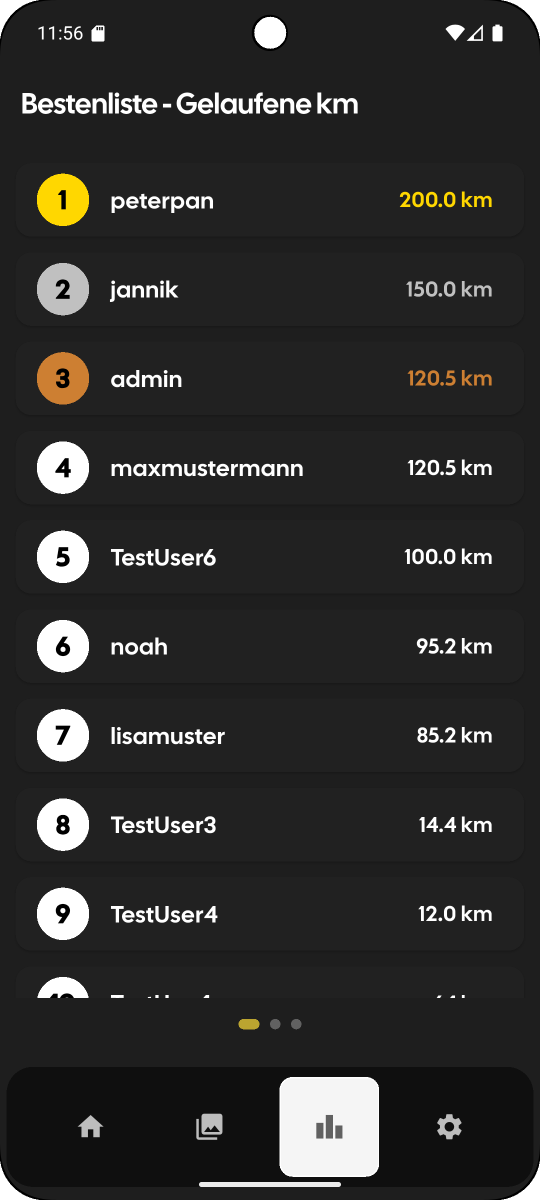 11:56
Bestenliste - Gelaufene km
1 peterpan 200.0 km
2 jannik 150.0 km
3 admin 120.5 km
4 maxmustermann 120.5 km
5 TestUser6 100.0 km
6 noah 95.2 km
7 lisamuster 85.2 km
8 TestUser3 14.4 km
9 TestUser4 12.0 km